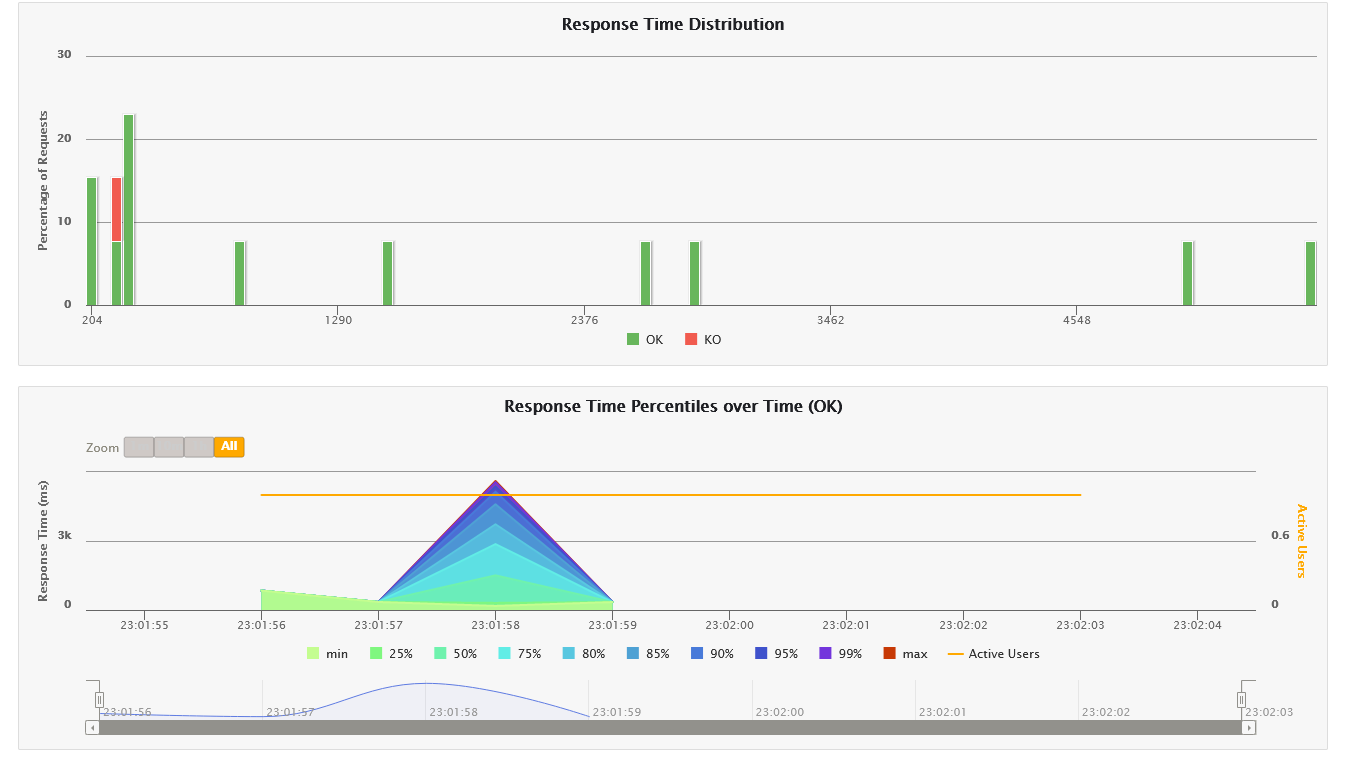 Response Time Distribution
Percentage of Requests
30
20
10
0
204 1290 2376 3462 4548
OK KO
Response Time Percentiles over Time (OK)
Zoom All
Response Time (ms)
3k
0
Active Users
0.6
0
23:01:55 23:01:56 23:01:57 23:01:58 23:01:59 23:02:00 23:02:01 23:02:02 23:02:03 23:02:04
min 25% 50% 75% 80% 85% 90% 95% 99% max Active Users
23:01:56 23:01:57 23:01:58 23:01:59 23:02:00 23:02:01 23:02:02 23:02:03